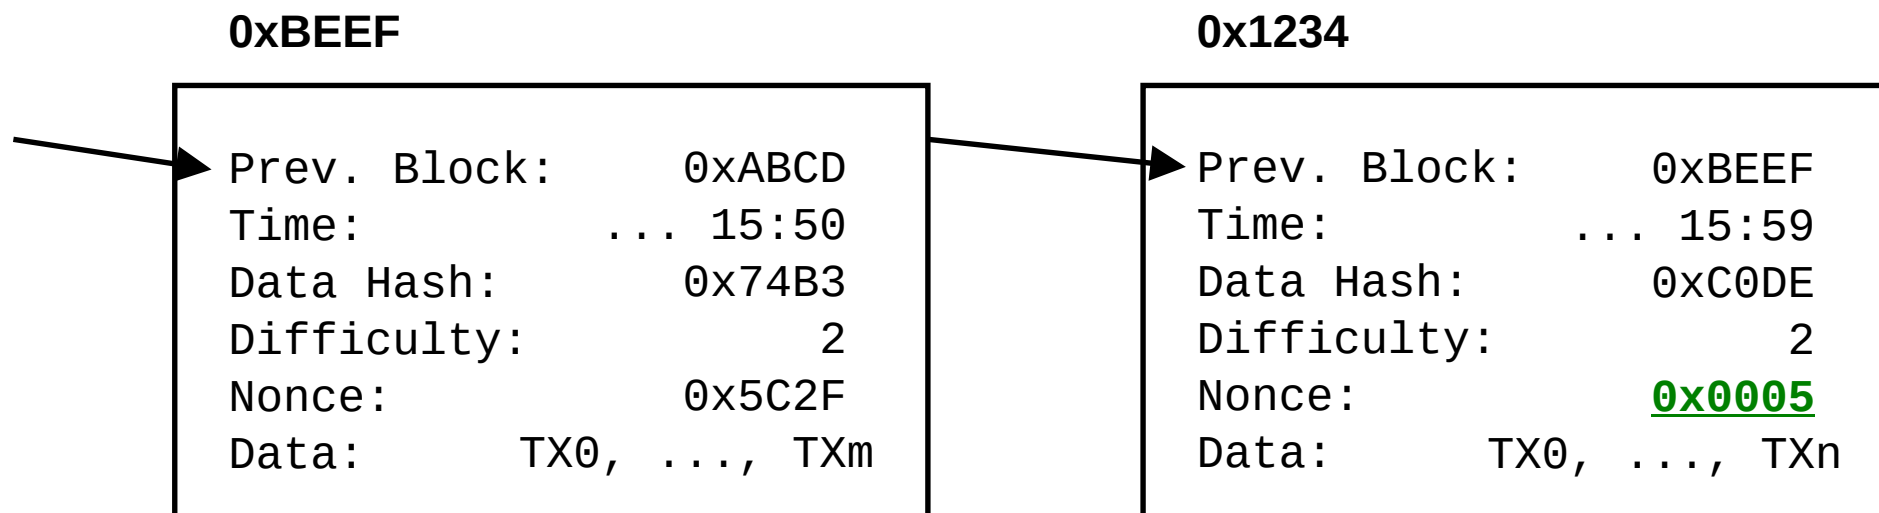 0xBEEF
Prev. Block: 0xABCD
Time: ... 15:50
Data Hash: 0x74B3
Difficulty: 2
Nonce: 0x5C2F
Data: TX0, ..., TXm
0x1234
Prev. Block: 0xBEEF
Time: ... 15:59
Data Hash: 0xC0DE
Difficulty: 2
Nonce: 0x0005
Data: TX0, ..., TXn